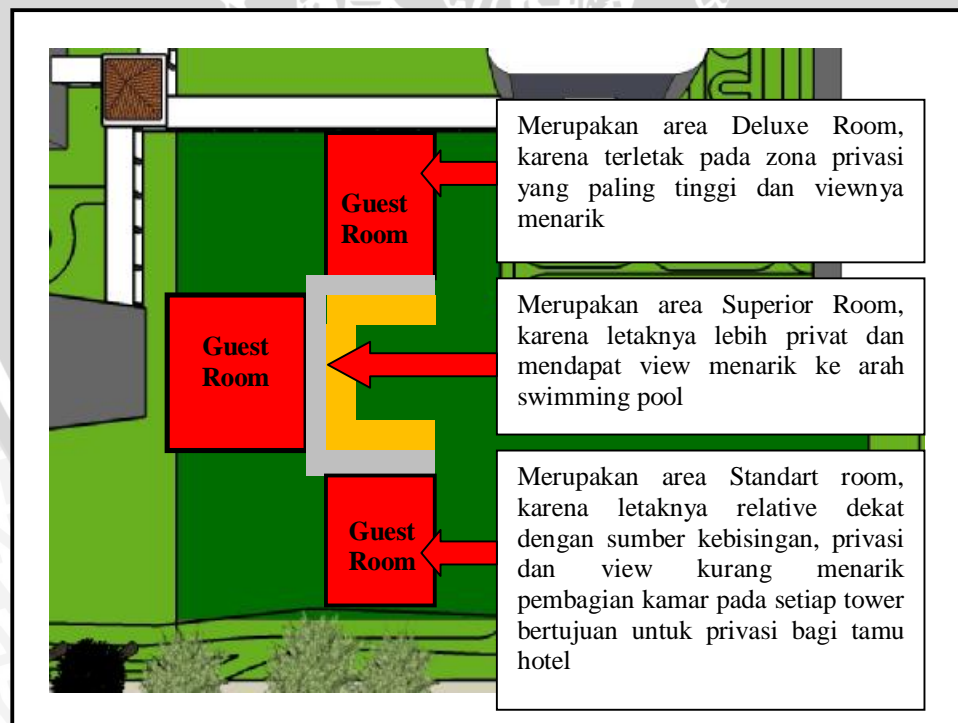 Merupakan area Deluxe Room,
karena terletak pada zona privasi
yang paling tinggi dan viewnya
menarik
Guest
Room
Merupakan area Superior Room,
karena letaknya lebih privat dan
mendapat view menarik ke arah
swimming pool
Guest
Room
Merupakan area Standart room,
karena letaknya relative dekat
dengan sumber kebisingan, privasi
dan view kurang menarik
pembagian kamar pada setiap tower
bertujuan untuk privasi bagi tamu
hotel
Guest
Room